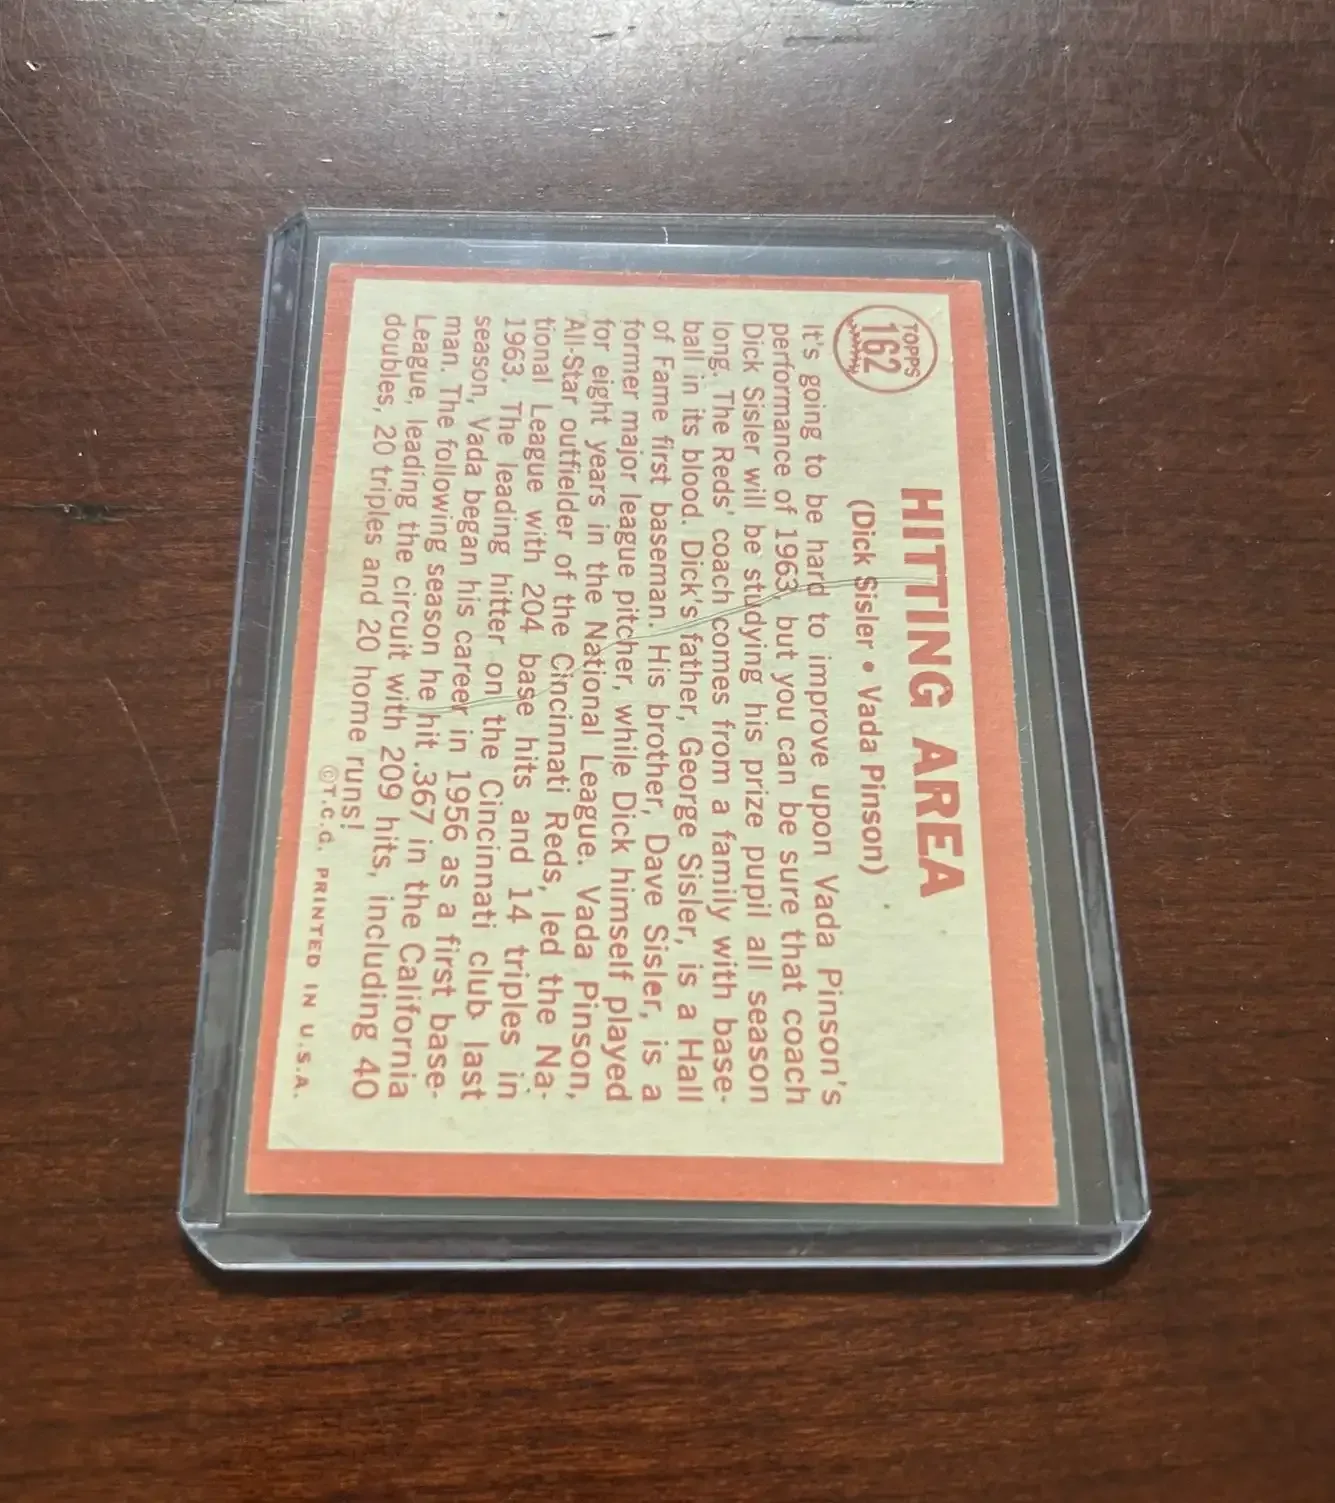 TOPPS
162
HITTING AREA
(Dick Sisler • Vada Pinson)
It's going to be hard to improve upon Vada Pinson's
performance of 1963, but you can be sure that coach
Dick Sisler will be studying his prize pupil all season
long. The Reds' coach comes from a family with base-
ball in its blood. Dick's father, George Sisler, is a Hall
of Fame first baseman. His brother, Dave Sisler, is a
former major league pitcher, while Dick himself played
for eight years in the National League. Vada Pinson,
All-Star outfielder of the Cincinnati Reds, led the Na-
tional League with 204 base hits and 14 triples in
1963. The leading hitter on the Cincinnati club last
season, Vada began his career in 1956 as a first base-
man. The following season he hit .367 in the California
League, leading the circuit with 209 hits, including 40
doubles, 20 triples and 20 home runs!
©T.C.G. PRINTED IN U.S.A.